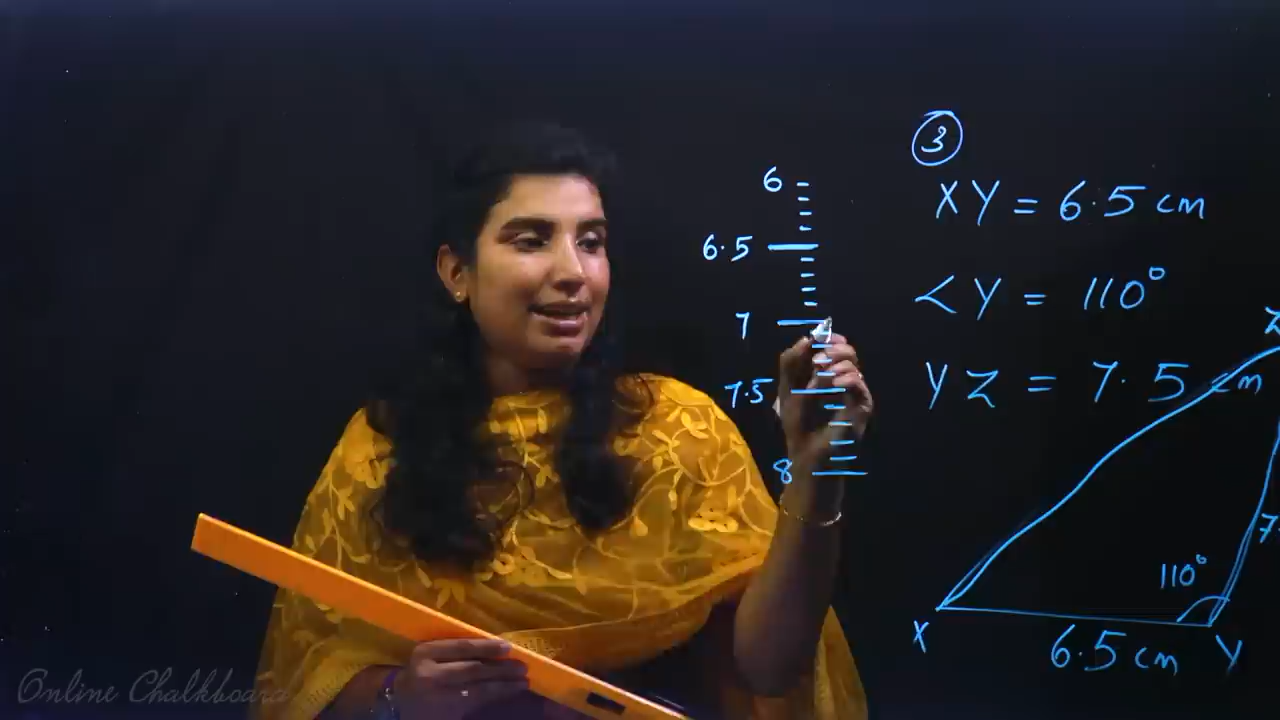 3
XY = 6.5 cm
∠Y = 110°
YZ = 7.5 cm
6
6.5
7
7.5
8
Z
7
110°
X
6.5 cm
Y
Online Chalkboard